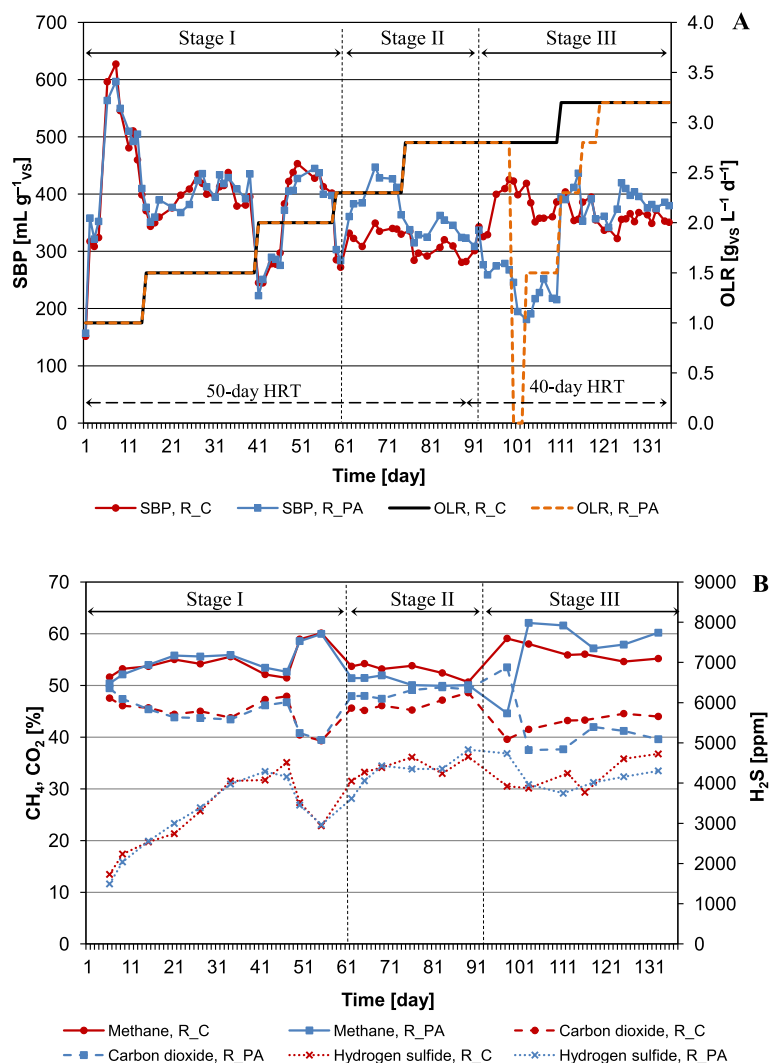 A
Stage I Stage II Stage III
SBP [mL g⁻¹VS]
700
600
500
400
300
200
100
0
OLR [gVS L⁻¹ d⁻¹]
4.0
3.5
3.0
2.5
2.0
1.5
1.0
0.5
0.0
50-day HRT 40-day HRT
1 11 21 31 41 51 61 71 81 91 101 111 121 131
Time [day]
SBP, R_C SBP, R_PA OLR, R_C OLR, R_PA
B
Stage I Stage II Stage III
CH₄, CO₂ [%]
70
60
50
40
30
20
10
0
H₂S [ppm]
9000
8000
7000
6000
5000
4000
3000
2000
1000
0
1 11 21 31 41 51 61 71 81 91 101 111 121 131
Time [day]
Methane, R_C Methane, R_PA Carbon dioxide, R_C
Carbon dioxide, R_PA Hydrogen sulfide, R_C Hydrogen sulfide, R_PA